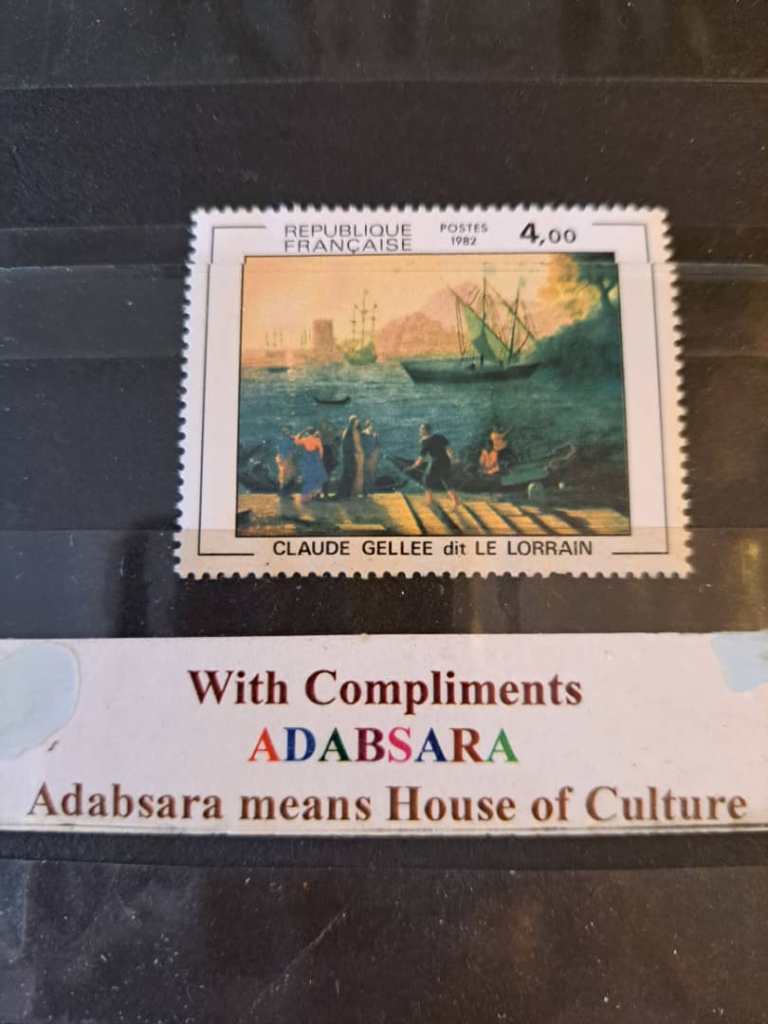 REPUBLIQUE
FRANÇAISE
POSTES
1982
4,00
CLAUDE GELLEE dit LE LORRAIN
With Compliments
ADABSARA
Adabsara means House of Culture